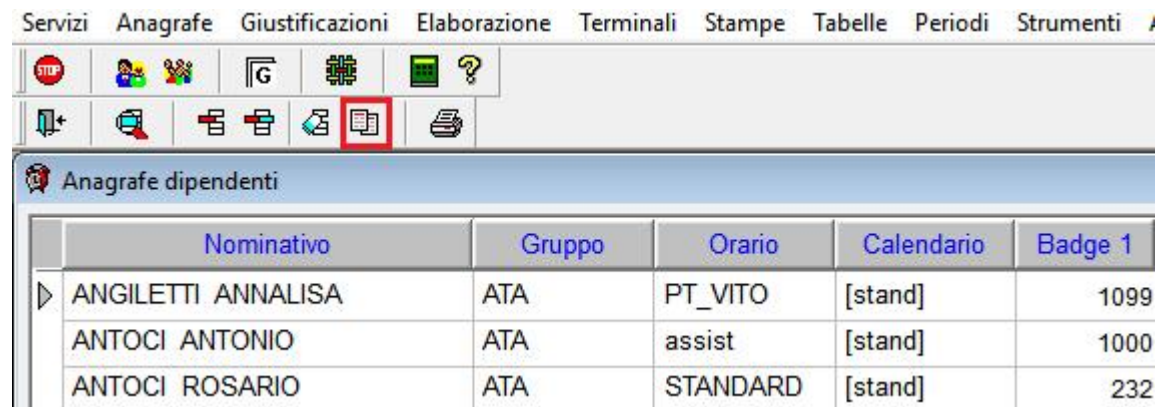 Servizi Anagrafe Giustificazioni Elaborazione Terminali Stampe Tabelle Periodi Strumenti
STOP G ?
Anagrafe dipendenti
Nominativo Gruppo Orario Calendario Badge 1
ANGILETTI ANNALISA ATA PT_VITO [stand] 1099
ANTOCI ANTONIO ATA assist [stand] 1000
ANTOCI ROSARIO ATA STANDARD [stand] 232